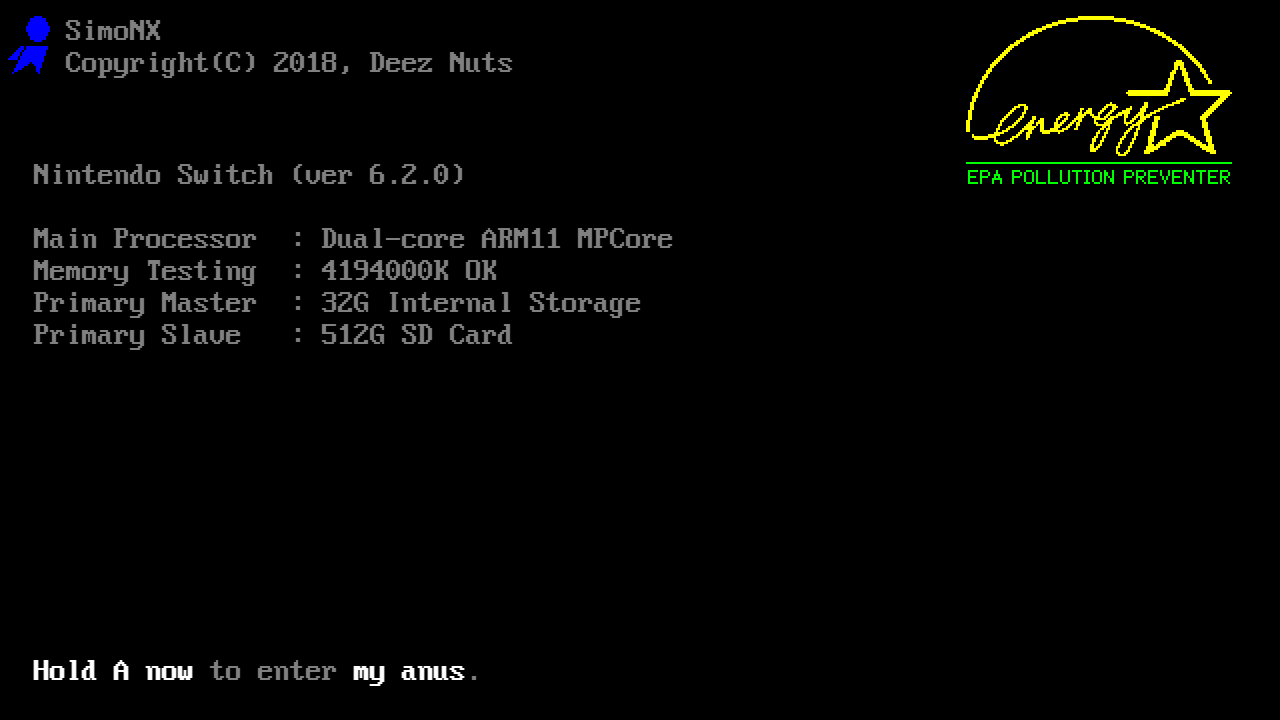 SimoNX
Copyright(C) 2018, Deez Nuts
energy
EPA POLLUTION PREVENTER
Nintendo Switch (ver 6.2.0)
Main Processor : Dual-core ARM11 MPCore
Memory Testing : 4194000K OK
Primary Master : 32G Internal Storage
Primary Slave : 512G SD Card
Hold A now to enter my anus.